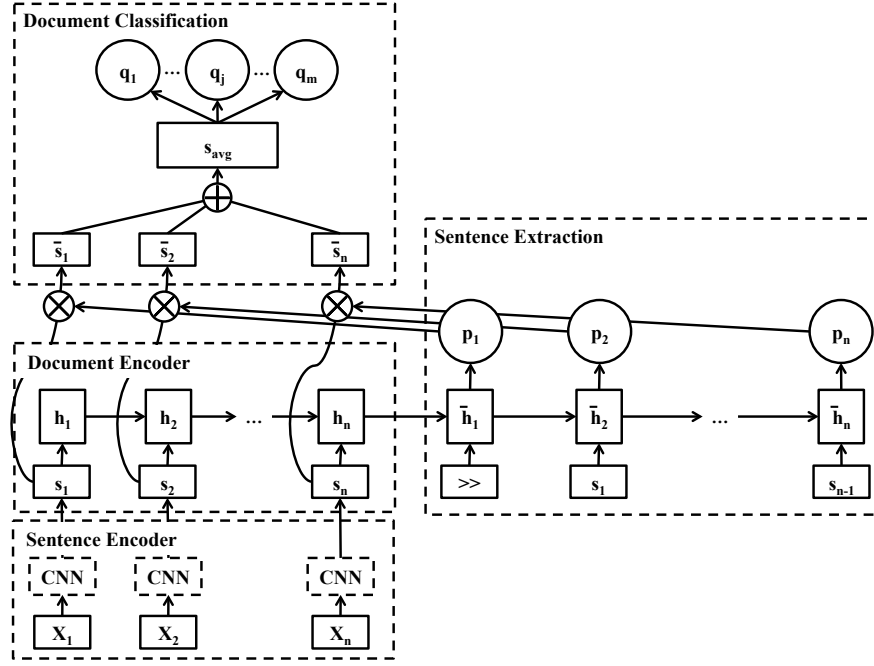 Document Classification
q1 ... qj ... qm
savg
s̄1 s̄2 s̄n
Sentence Extraction
p1 p2 pn
Document Encoder
h1 h2 ... hn h̄1 h̄2 ... h̄n
s1 s2 sn >> s1 sn-1
Sentence Encoder
CNN CNN CNN
X1 X2 Xn